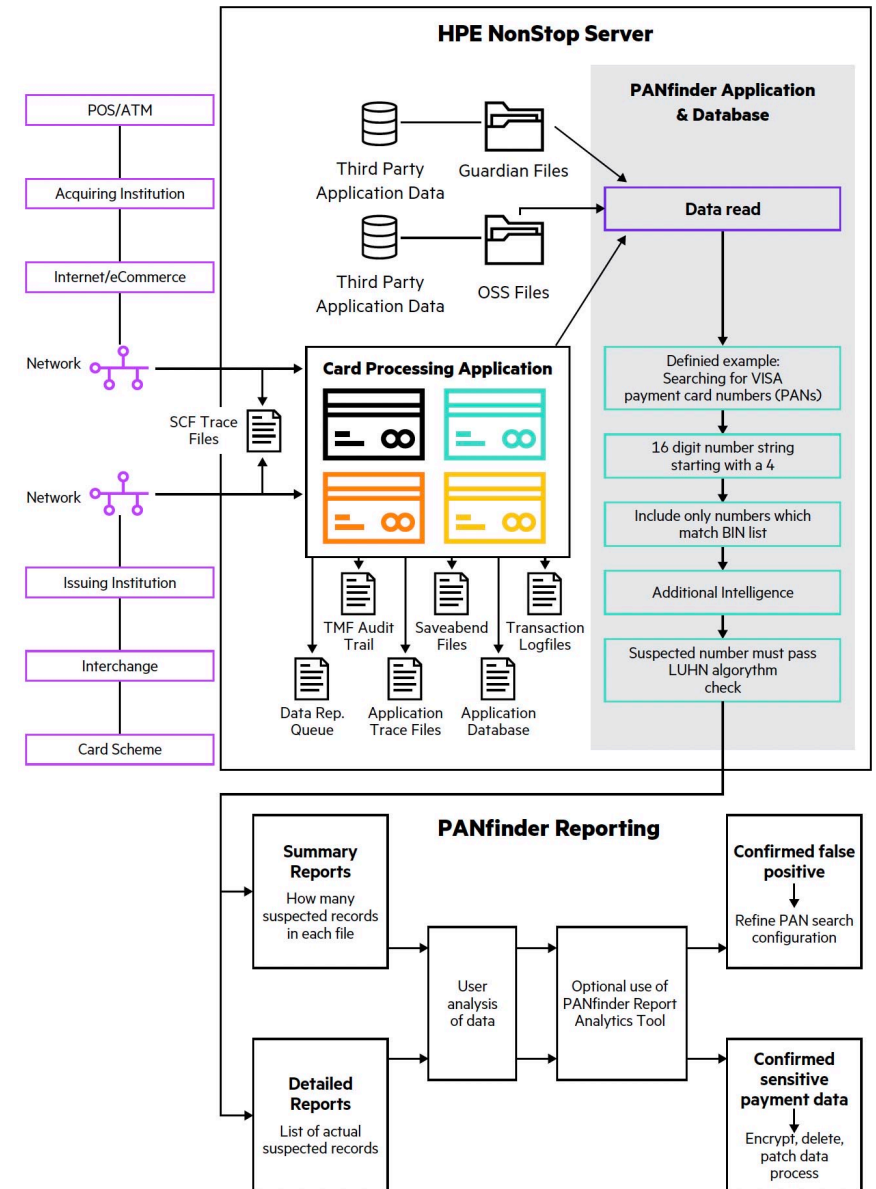 HPE NonStop Server
POS/ATM
Acquiring Institution
Internet/eCommerce
Network
Network
Issuing Institution
Interchange
Card Scheme
SCF Trace
Files
Third Party
Application Data
Guardian Files
Third Party
Application Data
OSS Files
Card Processing Application
TMF Audit
Trail
Saveabend
Files
Transaction
Logfiles
Data Rep.
Queue
Application
Trace Files
Application
Database
PANfinder Application
& Database
Data read
Definied example:
Searching for VISA
payment card numbers (PANs)
16 digit number string
starting with a 4
Include only numbers which
match BIN list
Additional Intelligence
Suspected number must pass
LUHN algorythm
check
PANfinder Reporting
Summary
Reports
How many
suspected records
in each file
Detailed
Reports
List of actual
suspected records
User
analysis
of data
Optional use of
PANfinder Report
Analytics Tool
Confirmed false
positive
Refine PAN search
configuration
Confirmed
sensitive
payment data
Encrypt, delete,
patch data
process